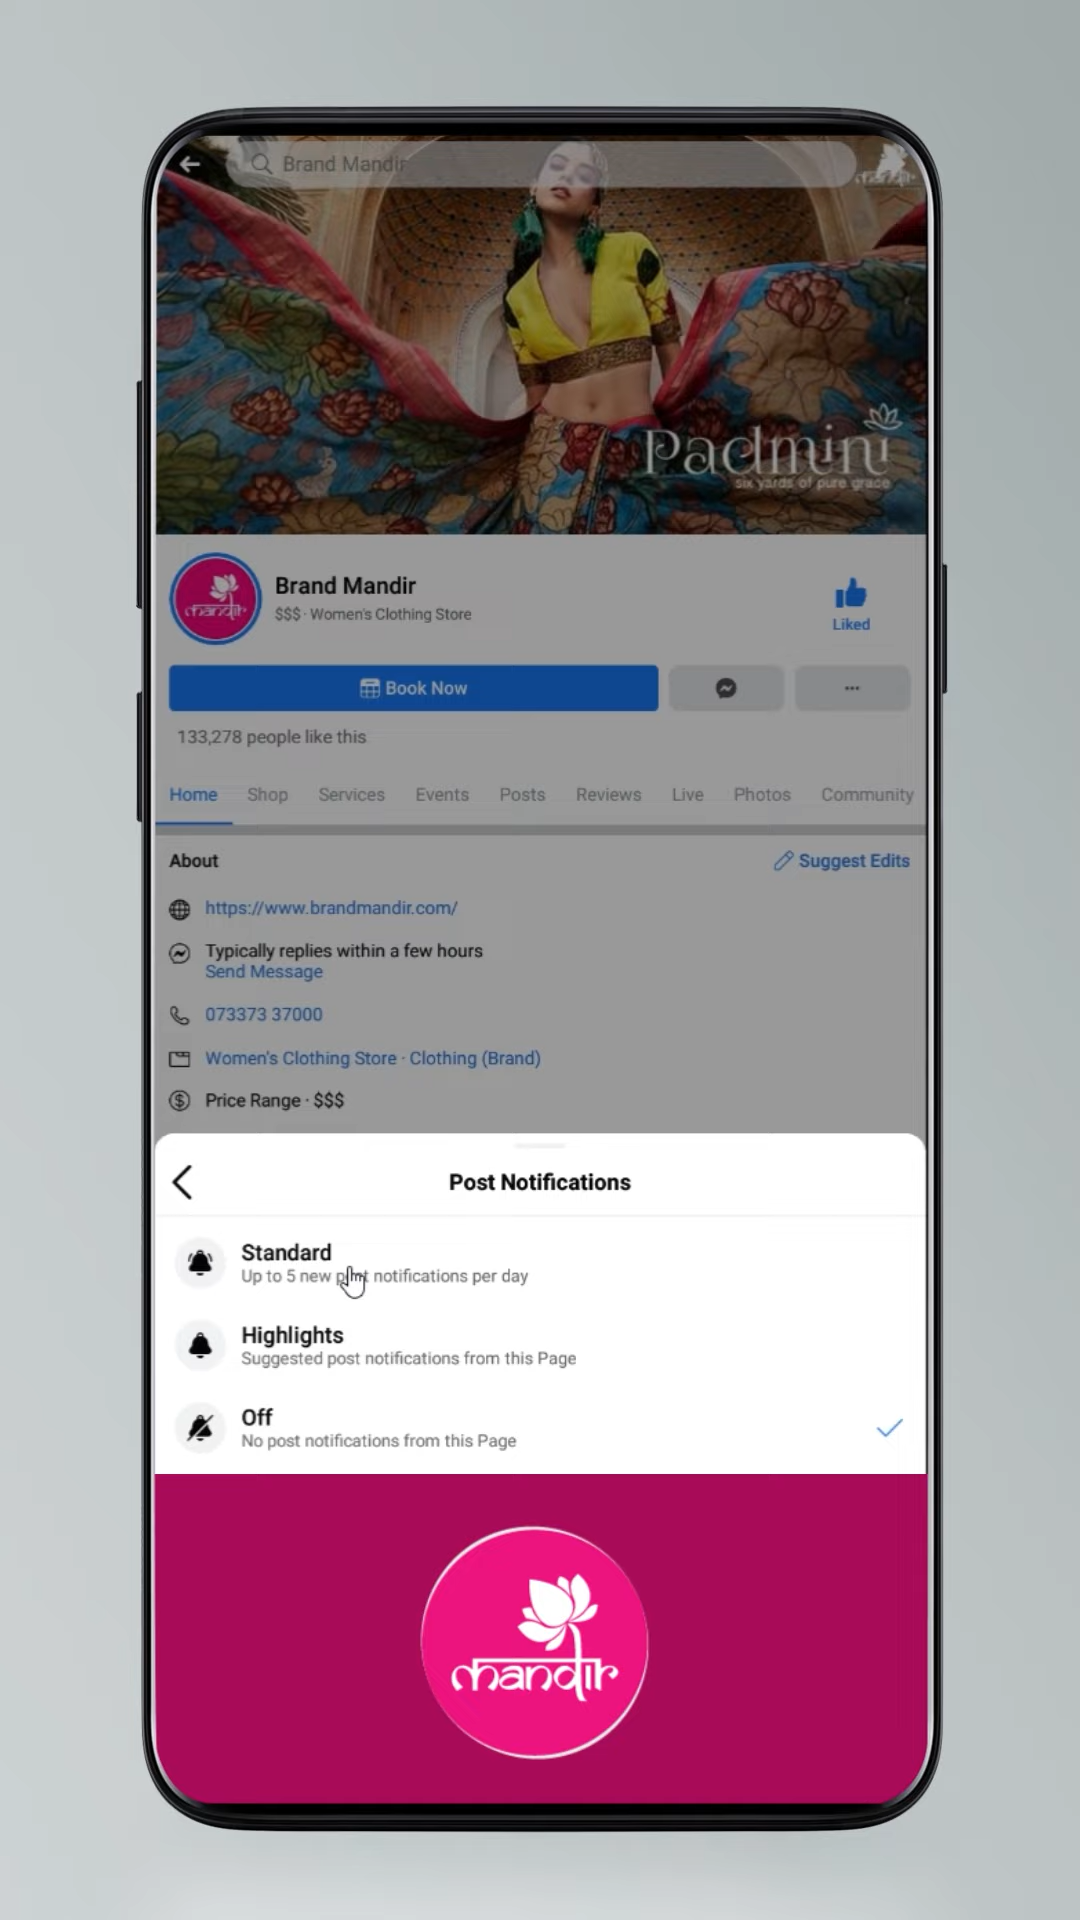 Brand Mandir
mandir
Padmini
six yards of pure grace
mandir
Brand Mandir
$$$ · Women's Clothing Store
Liked
Book Now
133,278 people like this
Home Shop Services Events Posts Reviews Live Photos Community
About
Suggest Edits
https://www.brandmandir.com/
Typically replies within a few hours
Send Message
073373 37000
Women's Clothing Store · Clothing (Brand)
Price Range · $$$
Post Notifications
Standard
Up to 5 new post notifications per day
Highlights
Suggested post notifications from this Page
Off
No post notifications from this Page
mandir